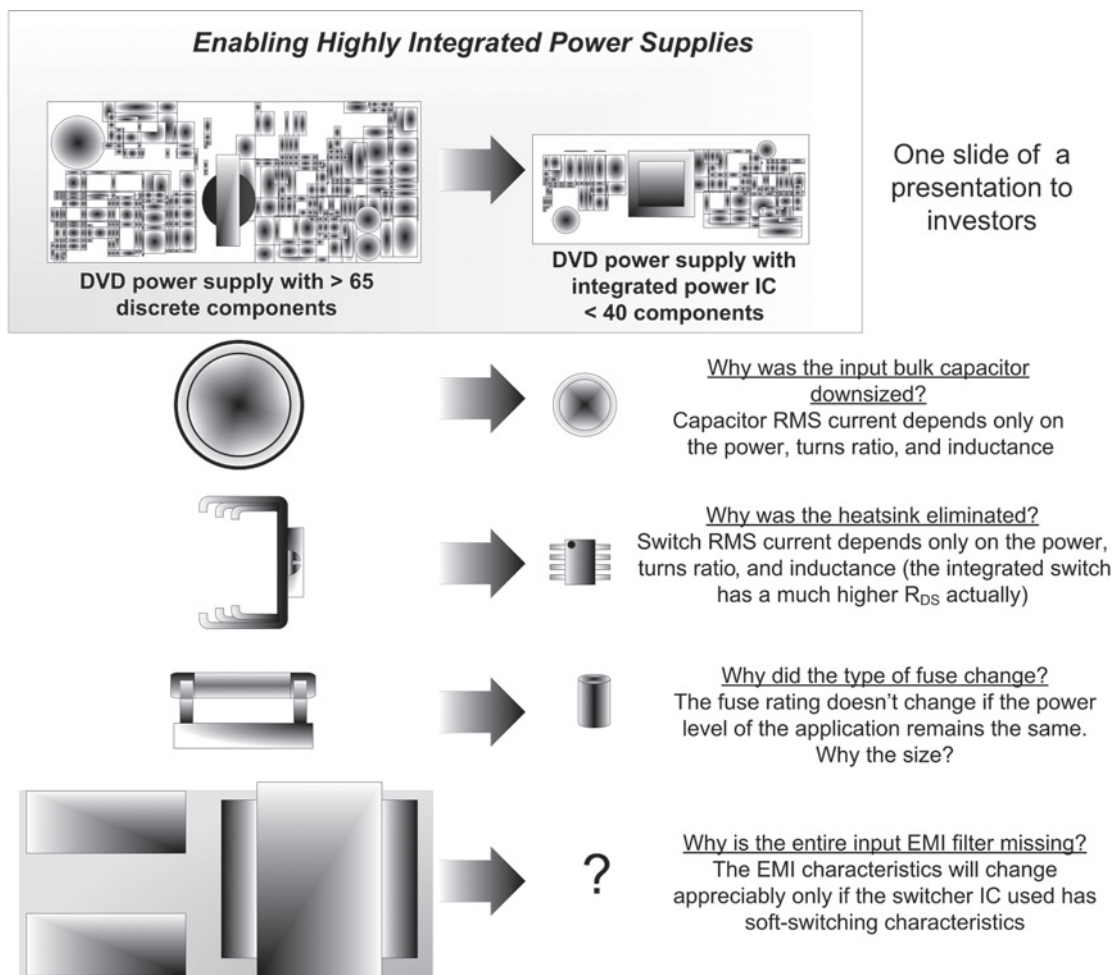 Enabling Highly Integrated Power Supplies
DVD power supply with > 65
discrete components
DVD power supply with
integrated power IC
< 40 components
One slide of a
presentation to
investors
Why was the input bulk capacitor
downsized?
Capacitor RMS current depends only on
the power, turns ratio, and inductance
Why was the heatsink eliminated?
Switch RMS current depends only on the power,
turns ratio, and inductance (the integrated switch
has a much higher RDS actually)
Why did the type of fuse change?
The fuse rating doesn’t change if the power
level of the application remains the same.
Why the size?
?
Why is the entire input EMI filter missing?
The EMI characteristics will change
appreciably only if the switcher IC used has
soft-switching characteristics